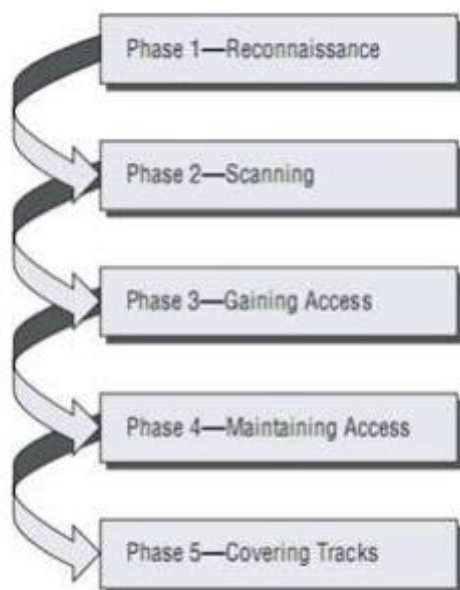 Phase 1—Reconnaissance
Phase 2—Scanning
Phase 3—Gaining Access
Phase 4—Maintaining Access
Phase 5—Covering Tracks